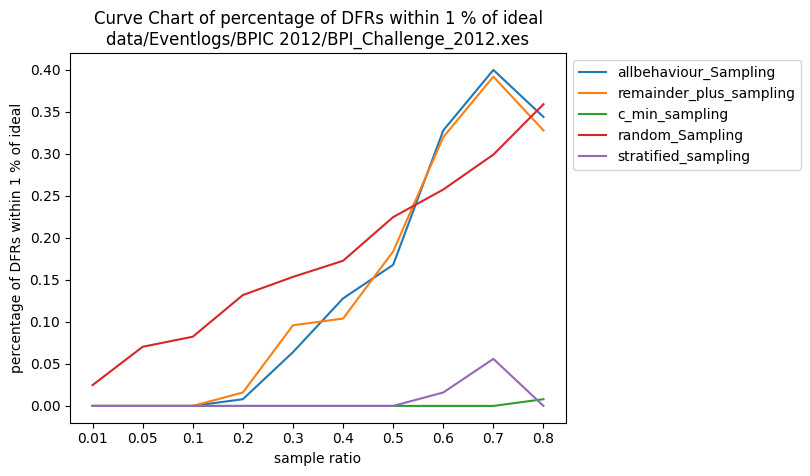 Curve Chart of percentage of DFRs within 1 % of ideal
data/Eventlogs/BPIC 2012/BPI_Challenge_2012.xes
percentage of DFRs within 1 % of ideal
0.40
0.35
0.30
0.25
0.20
0.15
0.10
0.05
0.00
0.01 0.05 0.1 0.2 0.3 0.4 0.5 0.6 0.7 0.8
sample ratio
allbehaviour_Sampling
remainder_plus_sampling
c_min_sampling
random_Sampling
stratified_sampling